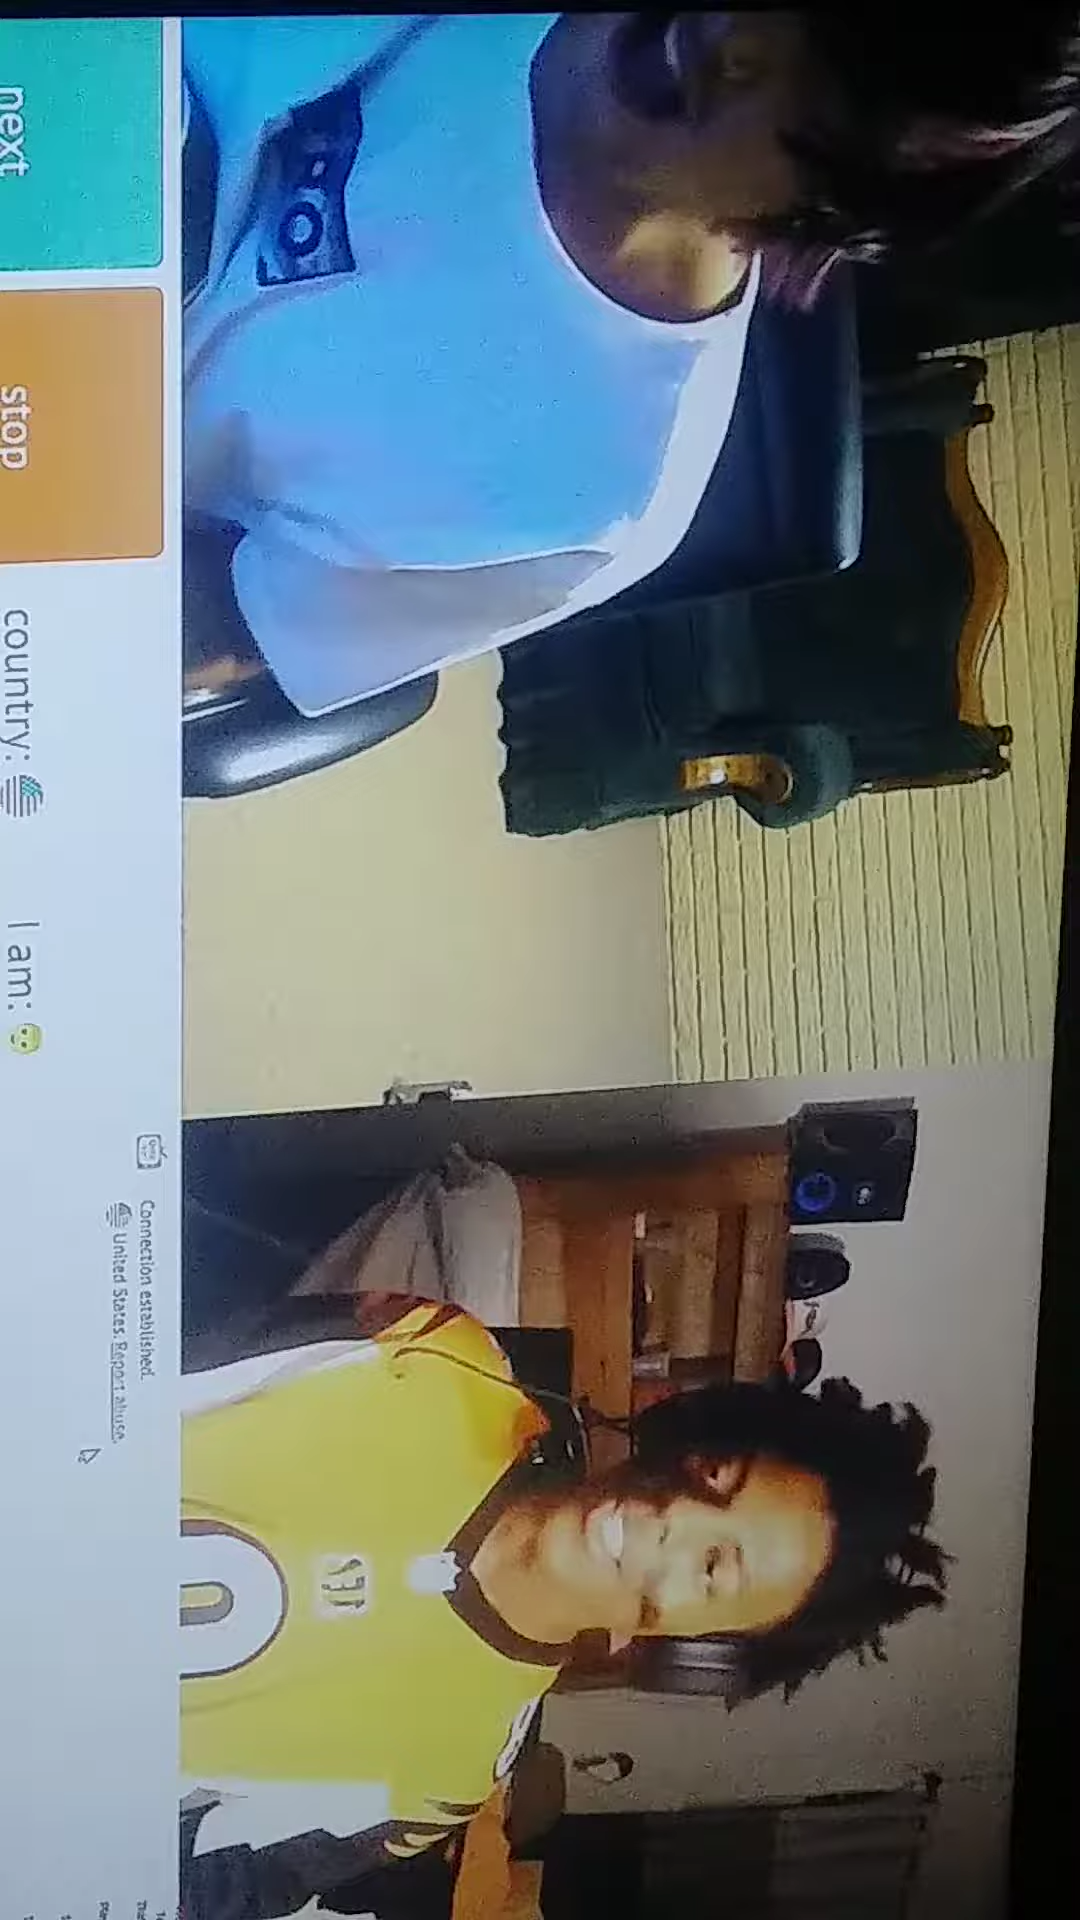 next
stop
country:
I am:
Connection established.
United States. Report abuse.